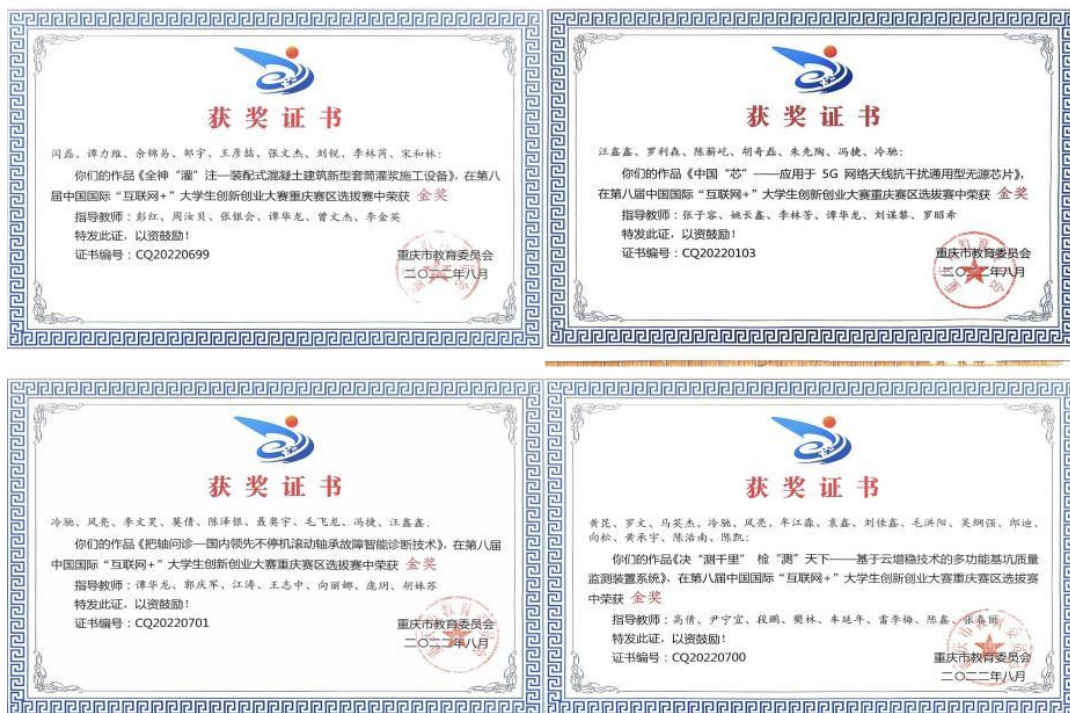 获奖证书
闫磊、谭力维、余锦易、邹宇、王彦喆、张文杰、刘锐、李林芮、宋和林:
你们的作品《全神“灌”注—装配式混凝土建筑新型套筒灌浆施工设备》，在第八
届中国国际“互联网+”大学生创新创业大赛重庆赛区选拔赛中荣获 金奖
指导教师：彭红、周汝贝、张银会、谭华龙、曾文杰、李金英
特发此证，以资鼓励！
证书编号：CQ20220699
重庆市教育委员会
二〇二二年八月
获奖证书
汪鑫鑫、罗利森、陈薪屹、胡奇磊、朱先陶、冯捷、冷驰:
你们的作品《中国“芯”——应用于 5G 网络天线抗干扰通用型无源芯片》，
在第八届中国国际“互联网+”大学生创新创业大赛重庆赛区选拔赛中荣获 金奖
指导教师：张子容、姚长鑫、李林芳、谭华龙、刘谋黎、罗昭希
特发此证，以资鼓励！
证书编号：CQ20220103
重庆市教育委员会
二〇二二年八月
获奖证书
冷驰、风亮、李文昊、莫倩、陈泽银、聂奥宇、毛飞龙、冯捷、汪鑫鑫:
你们的作品《把轴问诊—国内领先不停机滚动轴承故障智能诊断技术》，在第八届
中国国际“互联网+”大学生创新创业大赛重庆赛区选拔赛中荣获 金奖
指导教师：谭华龙、郭庆军、江涛、王志中、向丽娜、庞玥、胡姝苏
特发此证，以资鼓励！
证书编号：CQ20220701
重庆市教育委员会
二〇二二年八月
获奖证书
黄昆、罗文、马英杰、冷驰、风亮、牟江淼、袁鑫、刘佳鑫、毛洪阳、吴纲强、邝迪、
向松、黄承宇、陈浩南、陈凯:
你们的作品《决“测千里” 检“测”天下——基于云增稳技术的多功能基坑质量
监测装置系统》，在第八届中国国际“互联网+”大学生创新创业大赛重庆赛区选拔赛
中荣获 金奖
指导教师：高倩、尹宁宜、段鹏、樊林、牟延年、雷李梅、陈鑫、张春丽
特发此证，以资鼓励！
证书编号：CQ20220700
重庆市教育委员会
二〇二二年八月